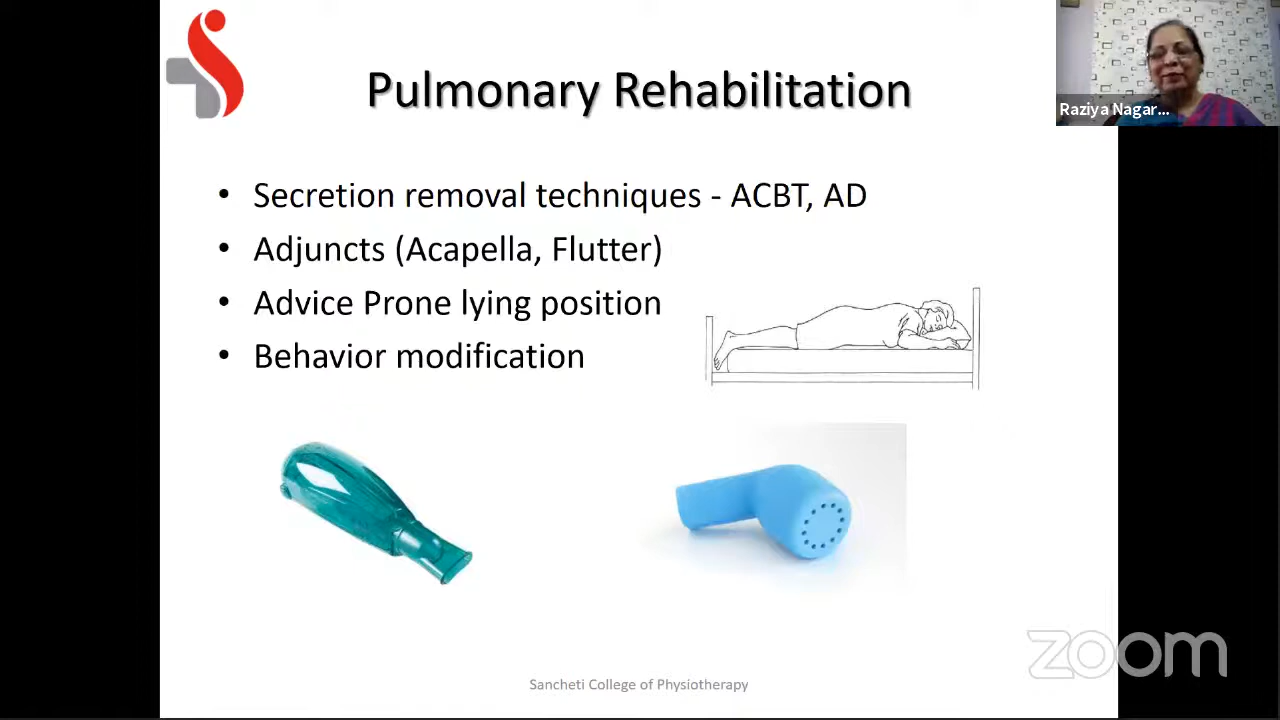 Pulmonary Rehabilitation
Raziya Nagar...
• Secretion removal techniques - ACBT, AD
• Adjuncts (Acapella, Flutter)
• Advice Prone lying position
• Behavior modification
zoom
Sancheti College of Physiotherapy